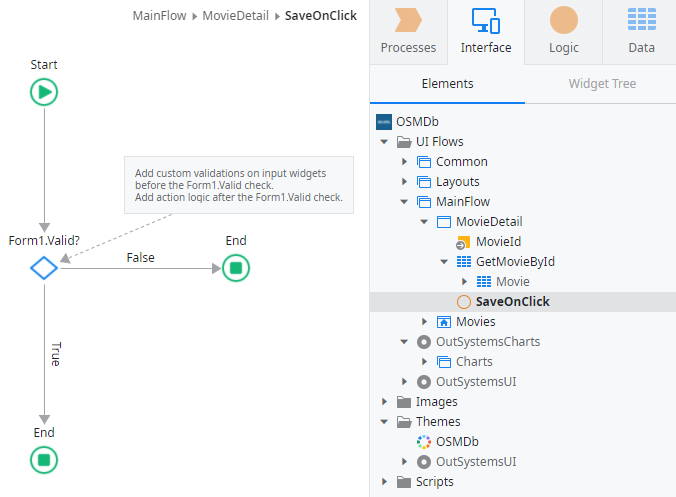 MainFlow MovieDetail SaveOnClick
Start
Add custom validations on input widgets
before the Form1.Valid check.
Add action logic after the Form1.Valid check.
Form1.Valid?
False
End
True
End
Processes
Interface
Logic
Data
Elements
Widget Tree
OSMDb
UI Flows
Common
Layouts
MainFlow
MovieDetail
MovieId
GetMovieById
Movie
SaveOnClick
Movies
OutSystemsCharts
Charts
OutSystemsUI
Images
Themes
OSMDb
OutSystemsUI
Scripts